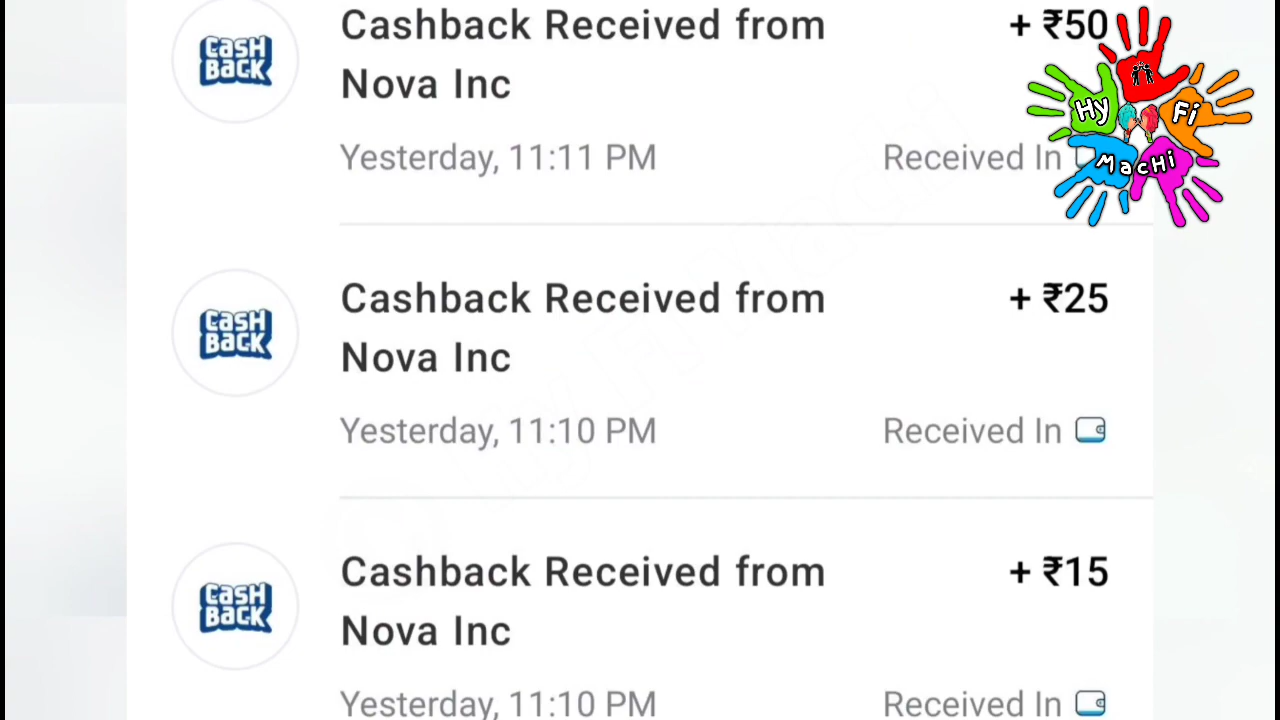 Cashback Received from
+ ₹50
Nova Inc
Yesterday, 11:11 PM
Received In
Hy
Fi
MacHi
CASH
BACK
Cashback Received from
+ ₹25
Nova Inc
Yesterday, 11:10 PM
Received In
CASH
BACK
Cashback Received from
+ ₹15
Nova Inc
Yesterday, 11:10 PM
Received In
CASH
BACK